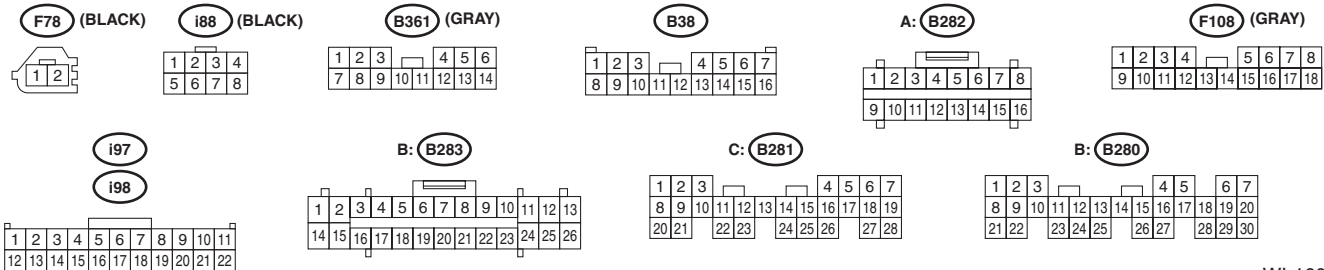 F78 (BLACK) i88 (BLACK) B361 (GRAY) B38 A: B282 F108 (GRAY)
1 2
1 2 3 4
5 6 7 8
1 2 3 4 5 6
7 8 9 10 11 12 13 14
1 2 3 4 5 6 7
8 9 10 11 12 13 14 15 16
1 2 3 4 5 6 7 8
9 10 11 12 13 14 15 16
1 2 3 4 5 6 7 8
9 10 11 12 13 14 15 16 17 18
i97 B: B283 C: B281 B: B280
i98
1 2 3 4 5 6 7 8 9 10 11
12 13 14 15 16 17 18 19 20 21 22
1 2 3 4 5 6 7 8 9 10 11 12 13
14 15 16 17 18 19 20 21 22 23 24 25 26
1 2 3 4 5 6 7
8 9 10 11 12 13 14 15 16 17 18 19
20 21 22 23 24 25 26 27 28
1 2 3 4 5 6 7
8 9 10 11 12 13 14 15 16 17 18 19 20
21 22 23 24 25 26 27 28 29 30